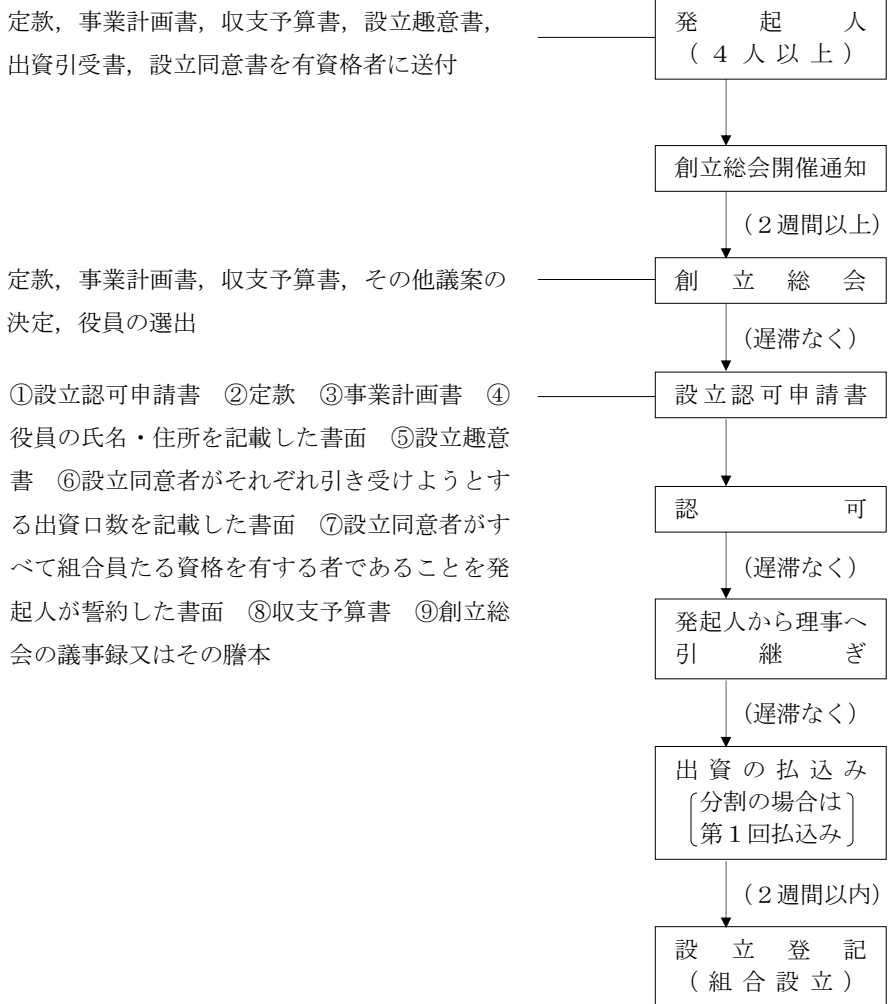 定款，事業計画書，収支予算書，設立趣意書，
出資引受書，設立同意書を有資格者に送付
発起人
（４人以上）
創立総会開催通知
（２週間以上）
定款，事業計画書，収支予算書，その他議案の
決定，役員の選出
創立総会
（遅滞なく）
①設立認可申請書　②定款　③事業計画書　④
役員の氏名・住所を記載した書面　⑤設立趣意
書　⑥設立同意者がそれぞれ引き受けようとす
る出資口数を記載した書面　⑦設立同意者がす
べて組合員たる資格を有する者であることを発
起人が誓約した書面　⑧収支予算書　⑨創立総
会の議事録又はその謄本
設立認可申請書
認可
（遅滞なく）
発起人から理事へ
引継ぎ
（遅滞なく）
出資の払込み
〔分割の場合は
第１回払込み〕
（２週間以内）
設立登記
（組合設立）